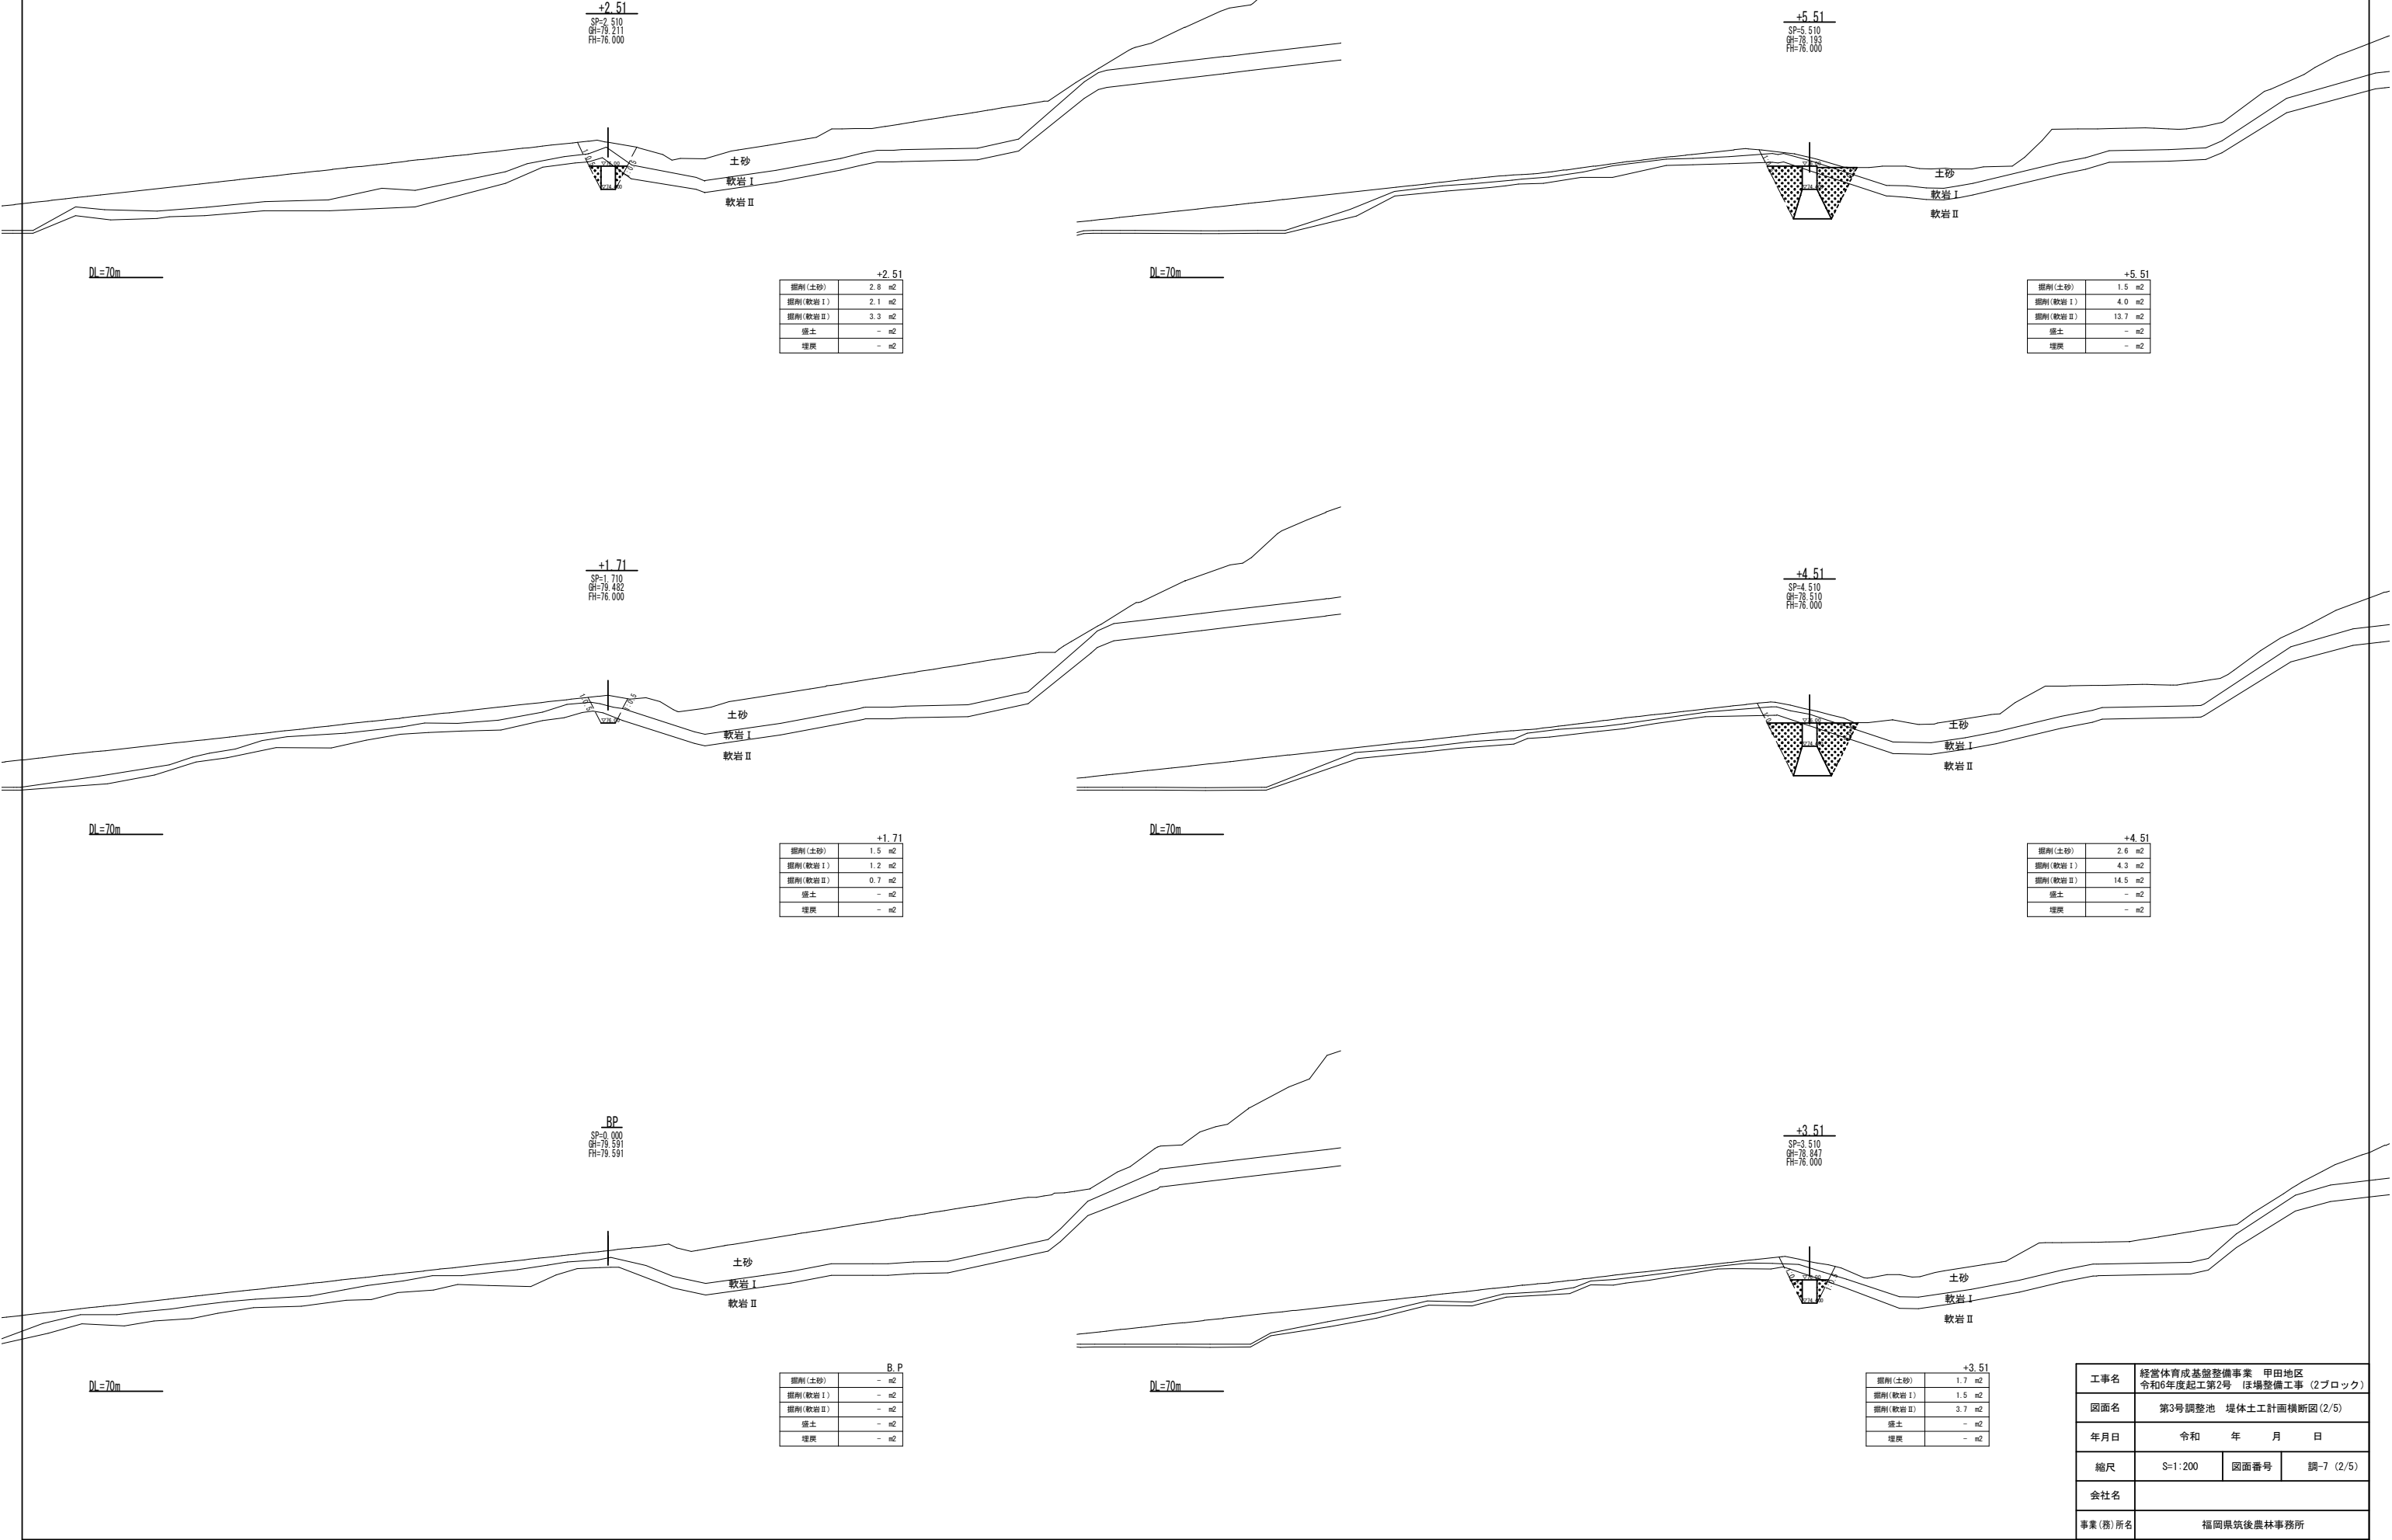 +2.51
SP=2.510
GH=79.211
FH=76.000
土砂
軟岩Ⅰ
軟岩Ⅱ
DL=70m
+2.51
掘削(土砂) 2.8 m2
掘削(軟岩Ⅰ) 2.1 m2
掘削(軟岩Ⅱ) 3.3 m2
盛土 - m2
埋戻 - m2
+5.51
SP=5.510
GH=78.193
FH=76.000
土砂
軟岩Ⅰ
軟岩Ⅱ
DL=70m
+5.51
掘削(土砂) 1.5 m2
掘削(軟岩Ⅰ) 4.0 m2
掘削(軟岩Ⅱ) 13.7 m2
盛土 - m2
埋戻 - m2
+1.71
SP=1.710
GH=79.482
FH=76.000
土砂
軟岩Ⅰ
軟岩Ⅱ
DL=70m
+1.71
掘削(土砂) 1.5 m2
掘削(軟岩Ⅰ) 1.2 m2
掘削(軟岩Ⅱ) 0.7 m2
盛土 - m2
埋戻 - m2
+4.51
SP=4.510
GH=78.510
FH=76.000
土砂
軟岩Ⅰ
軟岩Ⅱ
DL=70m
+4.51
掘削(土砂) 2.6 m2
掘削(軟岩Ⅰ) 4.3 m2
掘削(軟岩Ⅱ) 14.5 m2
盛土 - m2
埋戻 - m2
BP
SP=0.000
GH=79.591
FH=79.591
土砂
軟岩Ⅰ
軟岩Ⅱ
DL=70m
B.P
掘削(土砂) - m2
掘削(軟岩Ⅰ) - m2
掘削(軟岩Ⅱ) - m2
盛土 - m2
埋戻 - m2
+3.51
SP=3.510
GH=78.847
FH=76.000
土砂
軟岩Ⅰ
軟岩Ⅱ
DL=70m
+3.51
掘削(土砂) 1.7 m2
掘削(軟岩Ⅰ) 1.5 m2
掘削(軟岩Ⅱ) 3.7 m2
盛土 - m2
埋戻 - m2
工事名 経営体育成基盤整備事業 甲田地区
令和6年度起工第2号 ほ場整備工事（2ブロック）
図面名 第3号調整池 堤体土工計画横断図(2/5)
年月日 令和 年 月 日
縮尺 S=1:200 図面番号 調-7（2/5）
会社名
事業(務)所名 福岡県筑後農林事務所